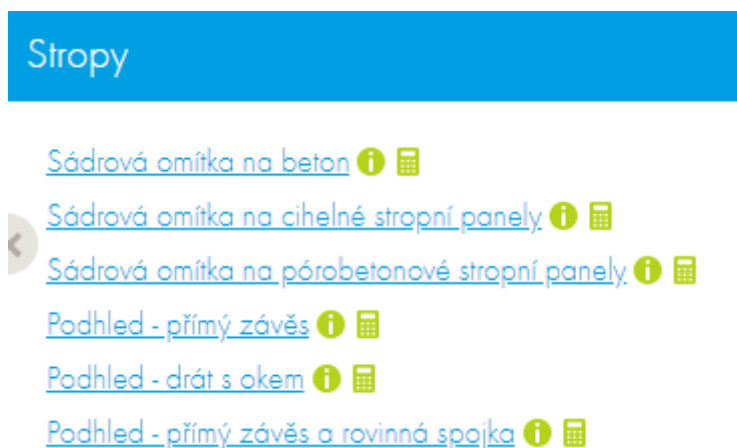 Stropy
Sádrová omítka na beton
Sádrová omítka na cihelné stropní panely
Sádrová omítka na pórobetonové stropní panely
Podhled - přímý závěs
Podhled - drát s okem
Podhled - přímý závěs a rovinná spojka